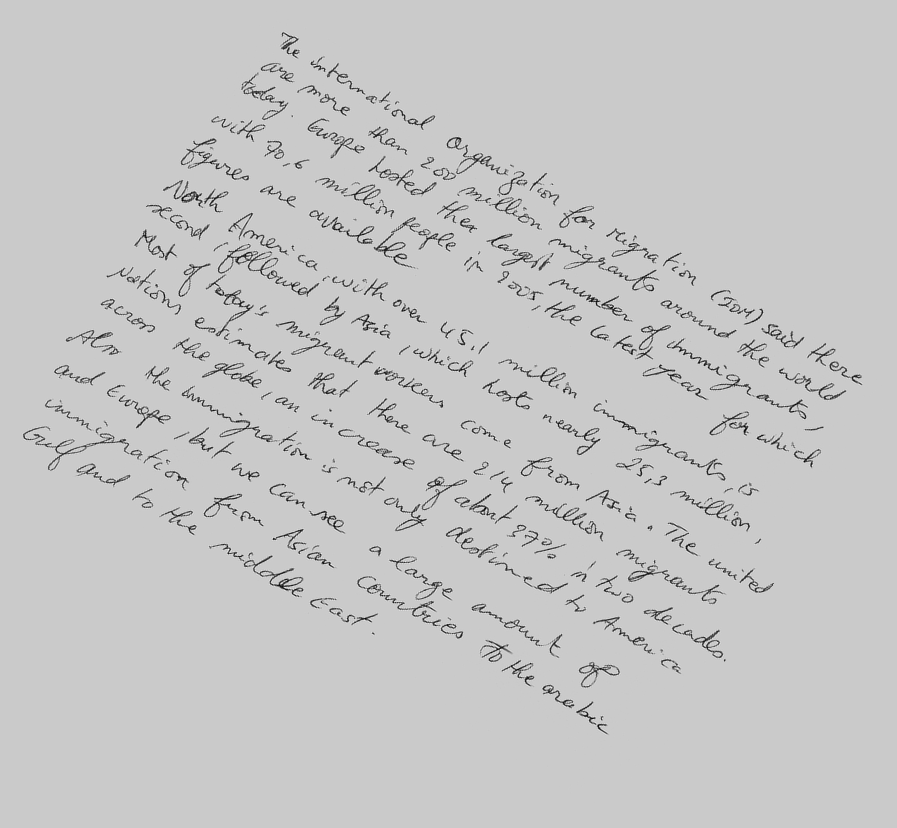 The international Organization for Migration (IOM) said there
are more than 200 million migrants around the world
today. Europe hosted ther largest number of immigrants,
with 70,6 million people in 2005, the latest year for which
figures are available
North America, with over 45,1 million immigrants, is
second, followed by Asia, which hosts nearly 25,3 million,
Most of today's migrant workers come from Asia. The united
Nations estimates that there are 214 million migrants
across the globe, an increase of about 37% in two decades.
Also the immigration is not only destined to America
and Europe, but we can see a large amount of
immigration from Asian countries to the arabic
Gulf and to the middle East.